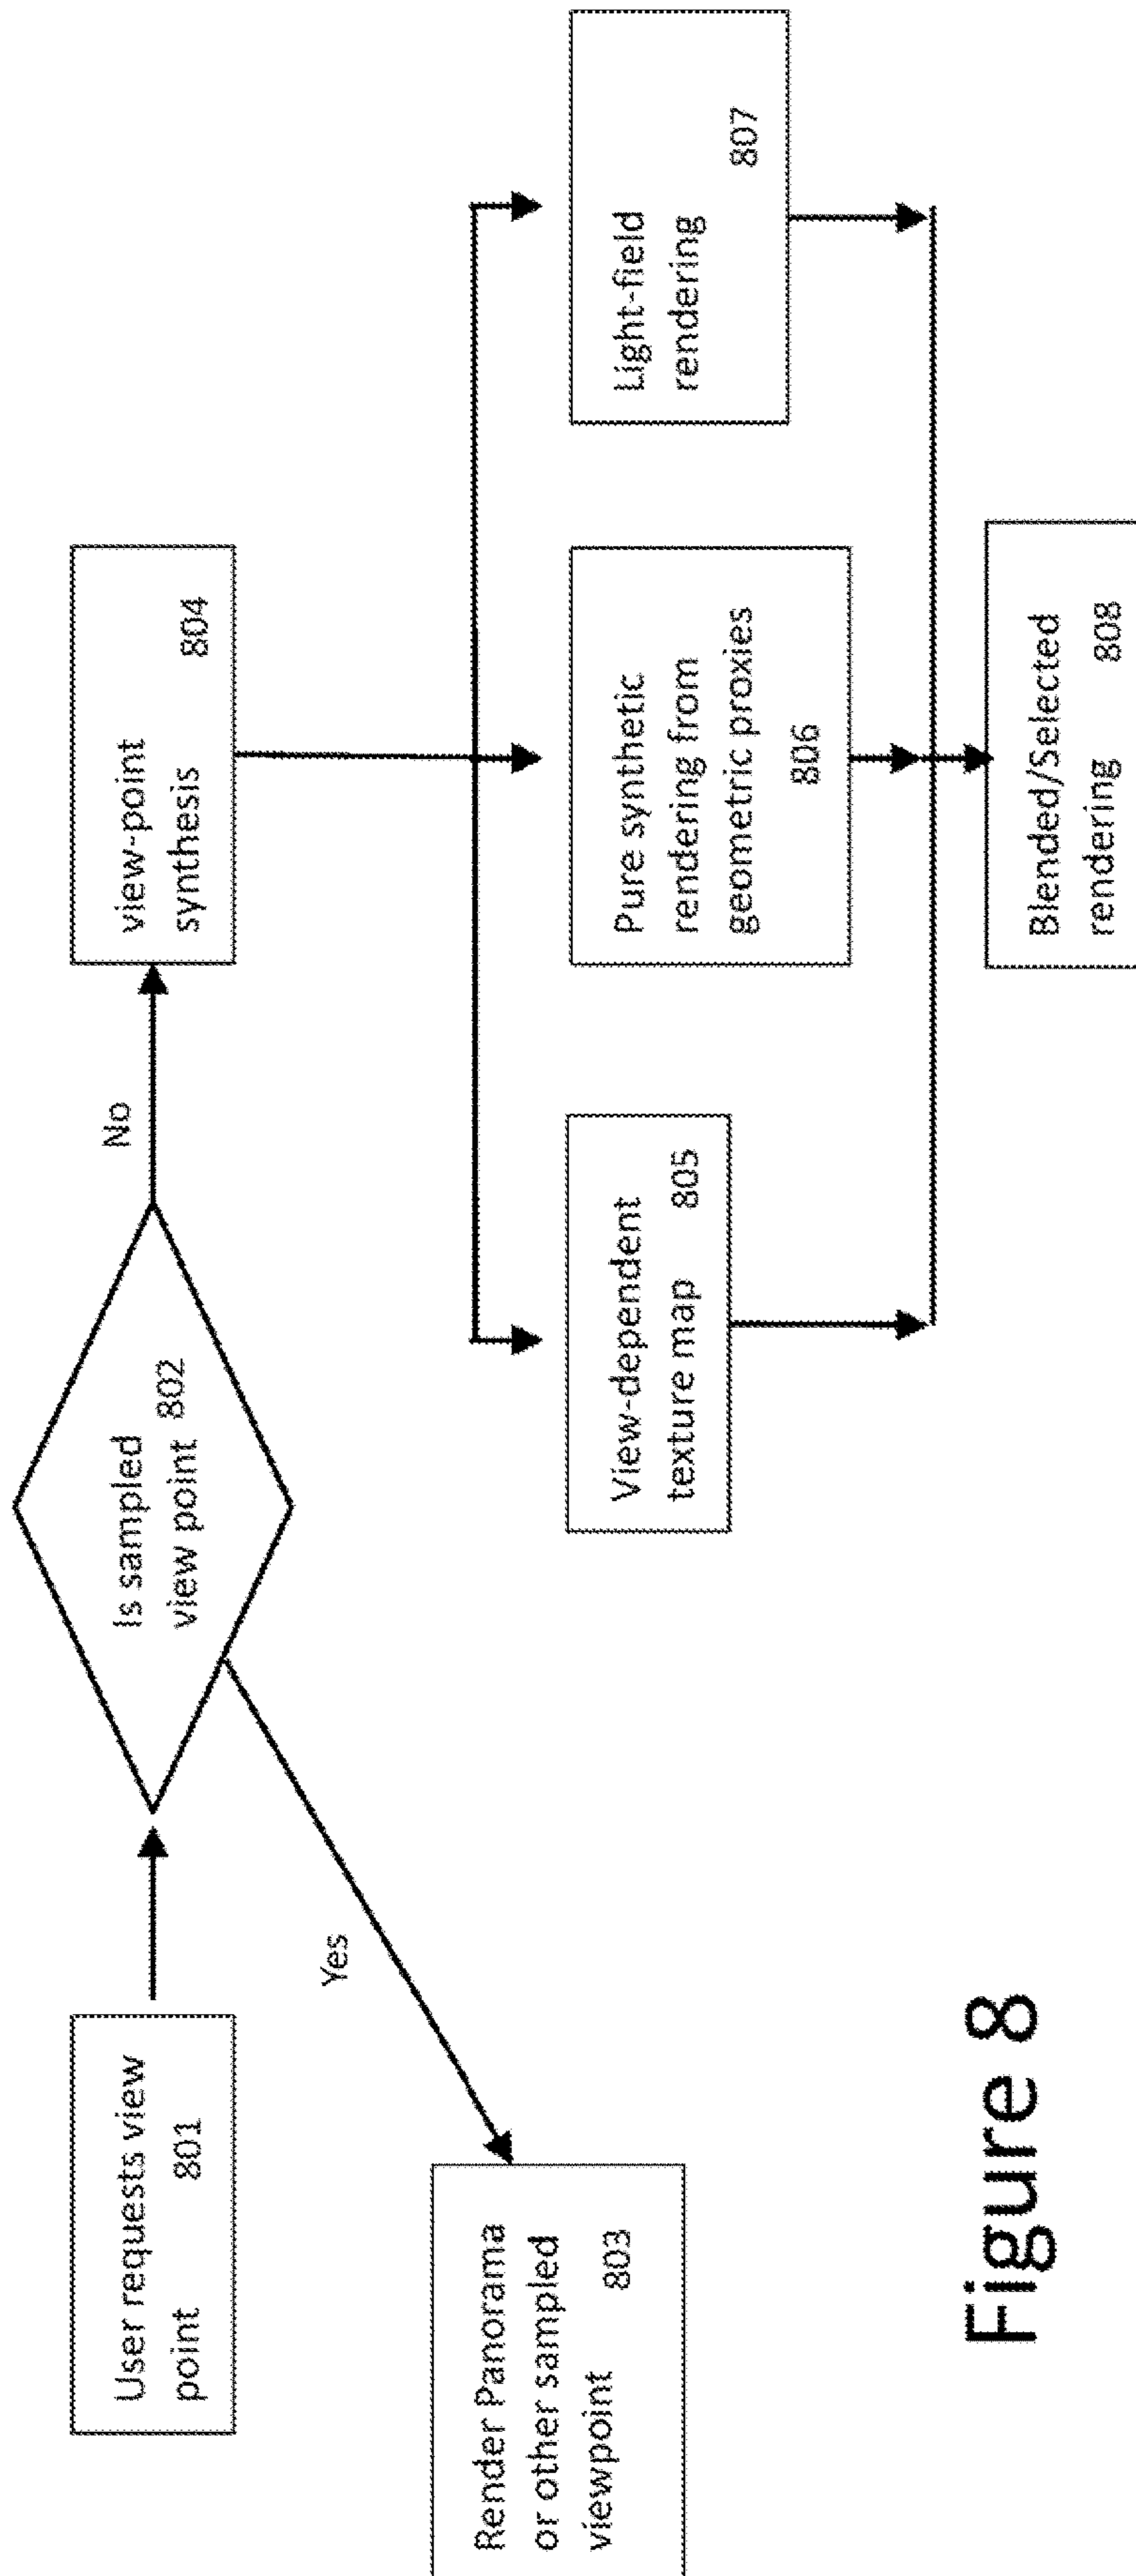 User requests view
point 801
Is sampled
view point 802
Yes
No
Render Panorama
or other sampled 803
viewpoint
view-point
synthesis 804
View-dependent
texture map 805
Pure synthetic
rendering from
geometric proxies
806
Light-field
rendering
807
Blended/Selected
rendering 808
Figure 8